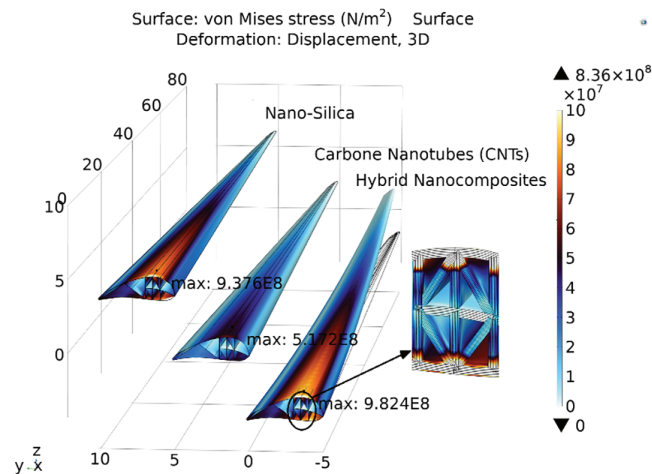 Surface: von Mises stress (N/m²) Surface
Deformation: Displacement, 3D
8.36×10⁸
×10⁷
80
60
40
20
0
10
5
0
Nano-Silica
Carbone Nanotubes (CNTs)
Hybrid Nanocomposites
max: 9.376E8
max: 5.172E8
max: 9.824E8
10
9
8
7
6
5
4
3
2
1
0
0
z
y x
10
5
0
-5